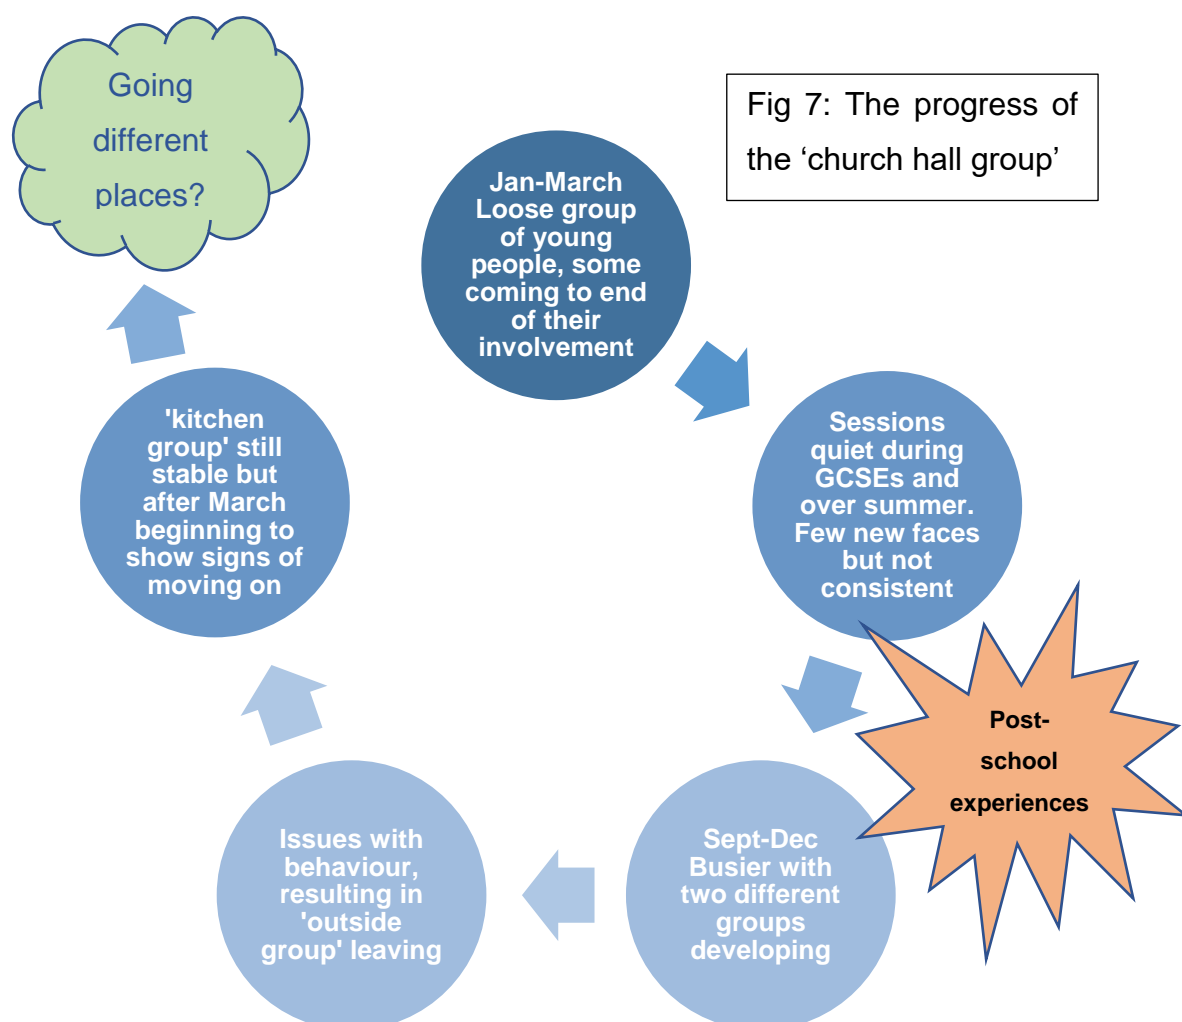 Fig 7: The progress of
the ‘church hall group’
Jan-March
Loose group
of young
people, some
coming to end
of their
involvement
Sessions
quiet during
GCSEs and
over summer.
Few new faces
but not
consistent
Post-
school
experiences
Sept-Dec
Busier with
two different
groups
developing
Issues with
behaviour,
resulting in
'outside
group' leaving
'kitchen
group' still
stable but
after March
beginning to
show signs of
moving on
Going
different
places?